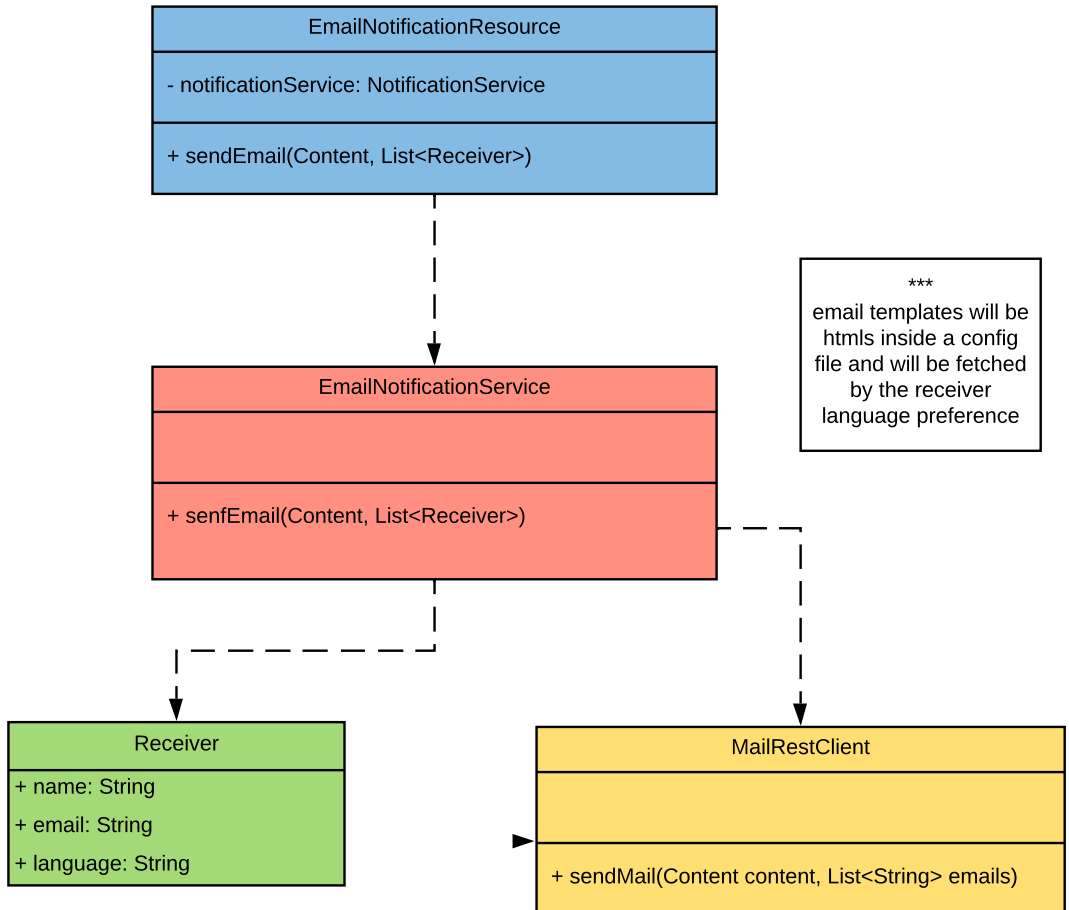 EmailNotificationResource
- notificationService: NotificationService
+ sendEmail(Content, List<Receiver>)
***
email templates will be
htmls inside a config
file and will be fetched
by the receiver
language preference
EmailNotificationService
+ senfEmail(Content, List<Receiver>)
Receiver
+ name: String
+ email: String
+ language: String
MailRestClient
+ sendMail(Content content, List<String> emails)